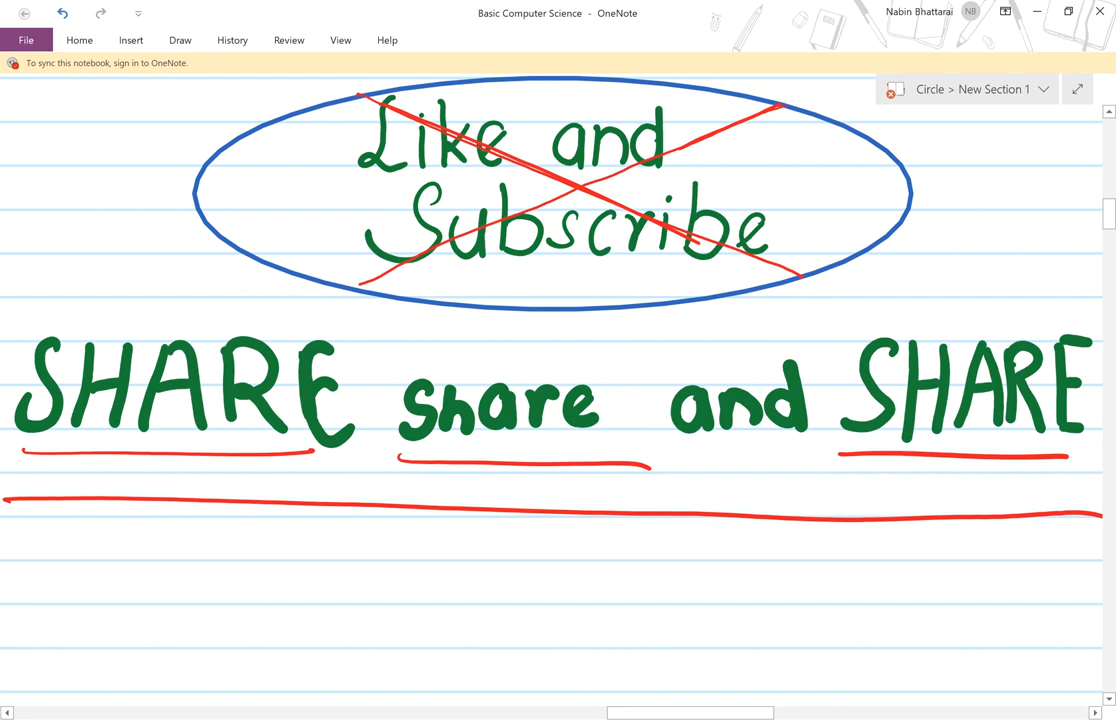 Basic Computer Science - OneNote
Nabin Bhattarai NB
File Home Insert Draw History Review View Help
To sync this notebook, sign in to OneNote.
Circle > New Section 1
Like and
Subscribe
SHARE share and SHARE